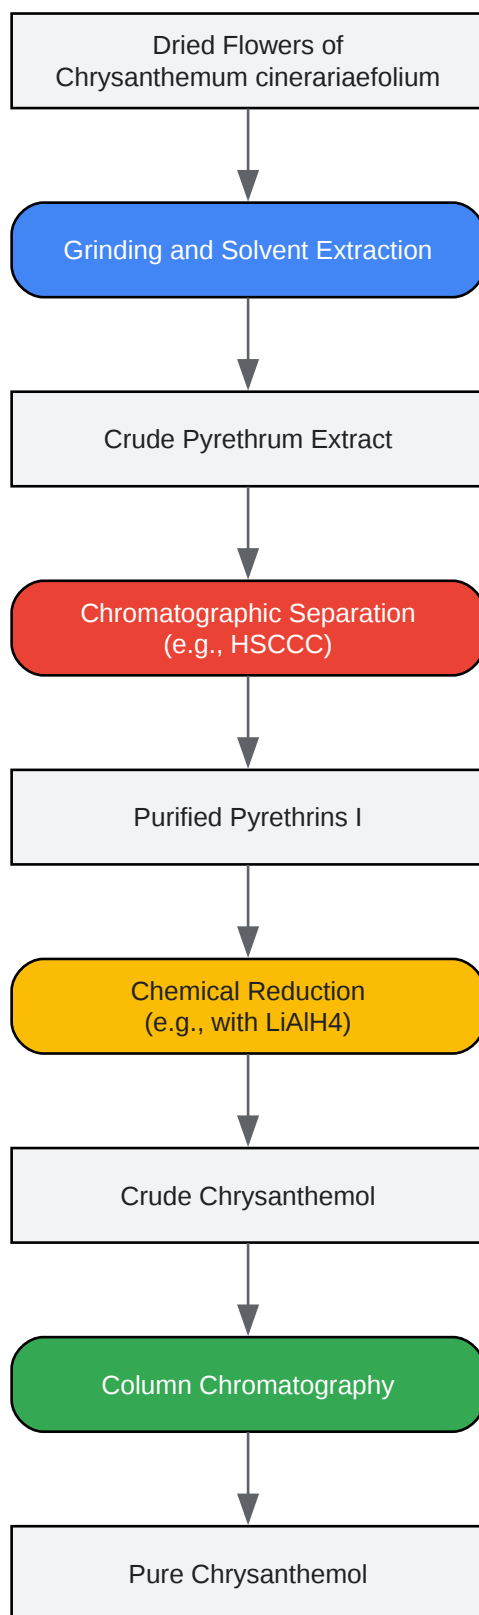 Dried Flowers of
Chrysanthemum cinerariaefolium
Grinding and Solvent Extraction
Crude Pyrethrum Extract
Chromatographic Separation
(e.g., HSCCC)
Purified Pyrethrins I
Chemical Reduction
(e.g., with LiAlH4)
Crude Chrysanthemol
Column Chromatography
Pure Chrysanthemol